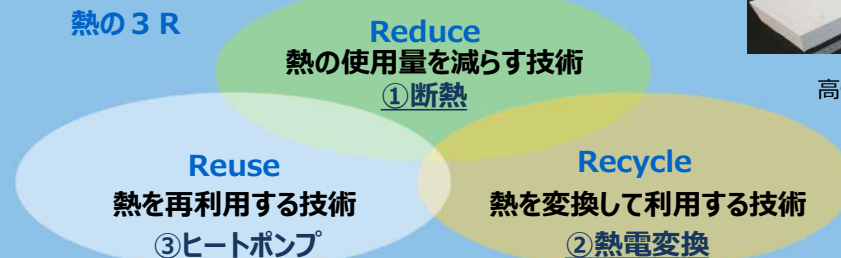 熱の３R
Reduce
熱の使用量を減らす技術
①断熱
高
Reuse
熱を再利用する技術
③ヒートポンプ
Recycle
熱を変換して利用する技術
②熱電変換